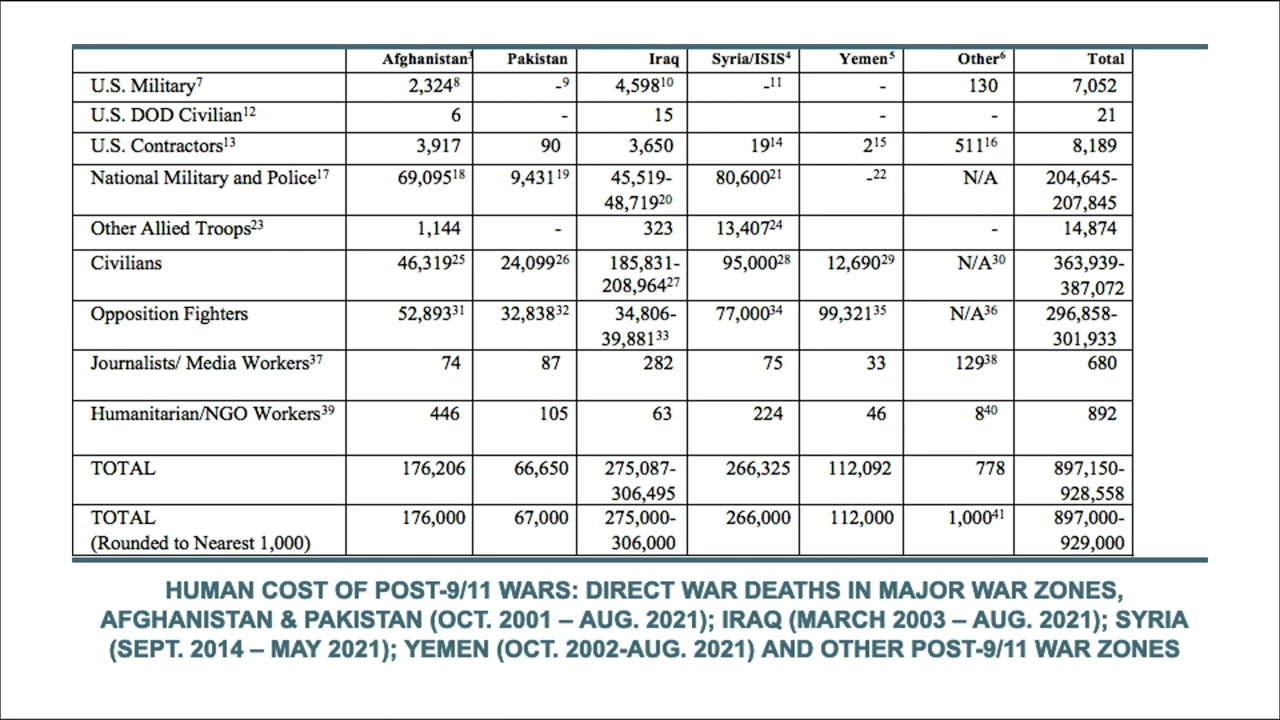 Afghanistan³ Pakistan Iraq Syria/ISIS⁴ Yemen⁵ Other⁶ Total
U.S. Military⁷ 2,324⁸ -⁹ 4,598¹⁰ -¹¹ - 130 7,052
U.S. DOD Civilian¹² 6 - 15 - - 21
U.S. Contractors¹³ 3,917 90 3,650 19¹⁴ 2¹⁵ 511¹⁶ 8,189
National Military and Police¹⁷ 69,095¹⁸ 9,431¹⁹ 45,519- 80,600²¹ -²² N/A 204,645-
48,719²⁰ 207,845
Other Allied Troops²³ 1,144 - 323 13,407²⁴ - 14,874
Civilians 46,319²⁵ 24,099²⁶ 185,831- 95,000²⁸ 12,690²⁹ N/A³⁰ 363,939-
208,964²⁷ 387,072
Opposition Fighters 52,893³¹ 32,838³² 34,806- 77,000³⁴ 99,321³⁵ N/A³⁶ 296,858-
39,881³³ 301,933
Journalists/ Media Workers³⁷ 74 87 282 75 33 129³⁸ 680
Humanitarian/NGO Workers³⁹ 446 105 63 224 46 8⁴⁰ 892
TOTAL 176,206 66,650 275,087- 266,325 112,092 778 897,150-
306,495 928,558
TOTAL 176,000 67,000 275,000- 266,000 112,000 1,000⁴¹ 897,000-
(Rounded to Nearest 1,000) 306,000 929,000
HUMAN COST OF POST-9/11 WARS: DIRECT WAR DEATHS IN MAJOR WAR ZONES,
AFGHANISTAN & PAKISTAN (OCT. 2001 – AUG. 2021); IRAQ (MARCH 2003 – AUG. 2021); SYRIA
(SEPT. 2014 – MAY 2021); YEMEN (OCT. 2002-AUG. 2021) AND OTHER POST-9/11 WAR ZONES